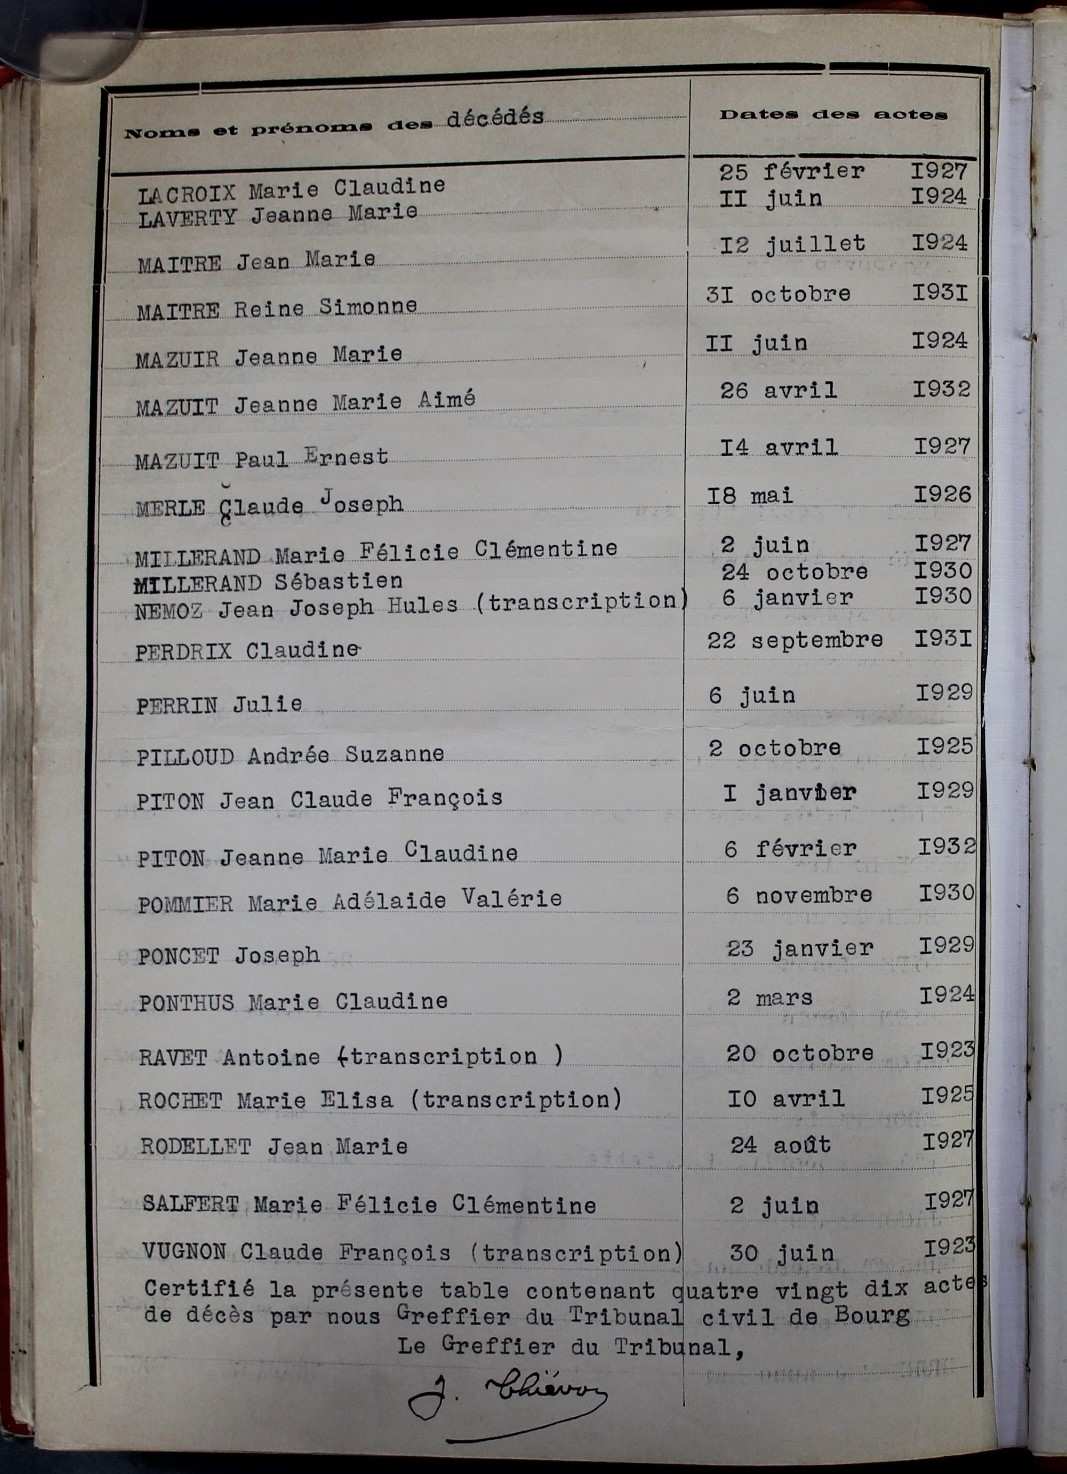 Noms et prénoms des décédés Dates des actes
LACROIX Marie Claudine 25 février I927
LAVERTY Jeanne Marie II juin I924
MAITRE Jean Marie I2 juillet I924
MAITRE Reine Simonne 3I octobre I93I
MAZUIR Jeanne Marie II juin I924
MAZUIT Jeanne Marie Aimé 26 avril I932
MAZUIT Paul Ernest I4 avril I927
MERLE Claude Joseph I8 mai I926
MILLERAND Marie Félicie Clémentine 2 juin I927
MILLERAND Sébastien 24 octobre I930
NEMOZ Jean Joseph Hules (transcription) 6 janvier I930
PERDRIX Claudine 22 septembre I93I
PERRIN Julie 6 juin I929
PILLOUD Andrée Suzanne 2 octobre I925
PITON Jean Claude François I janvier I929
PITON Jeanne Marie Claudine 6 février I932
POMMIER Marie Adélaide Valérie 6 novembre I930
PONCET Joseph 23 janvier I929
PONTHUS Marie Claudine 2 mars I924
RAVET Antoine (transcription ) 20 octobre I923
ROCHET Marie Elisa (transcription) IO avril I925
RODELLET Jean Marie 24 août I927
SALFERT Marie Félicie Clémentine 2 juin I927
VUGNON Claude François (transcription) 30 juin I923
Certifié la présente table contenant quatre vingt dix actes
de décès par nous Greffier du Tribunal civil de Bourg
Le Greffier du Tribunal,
J.